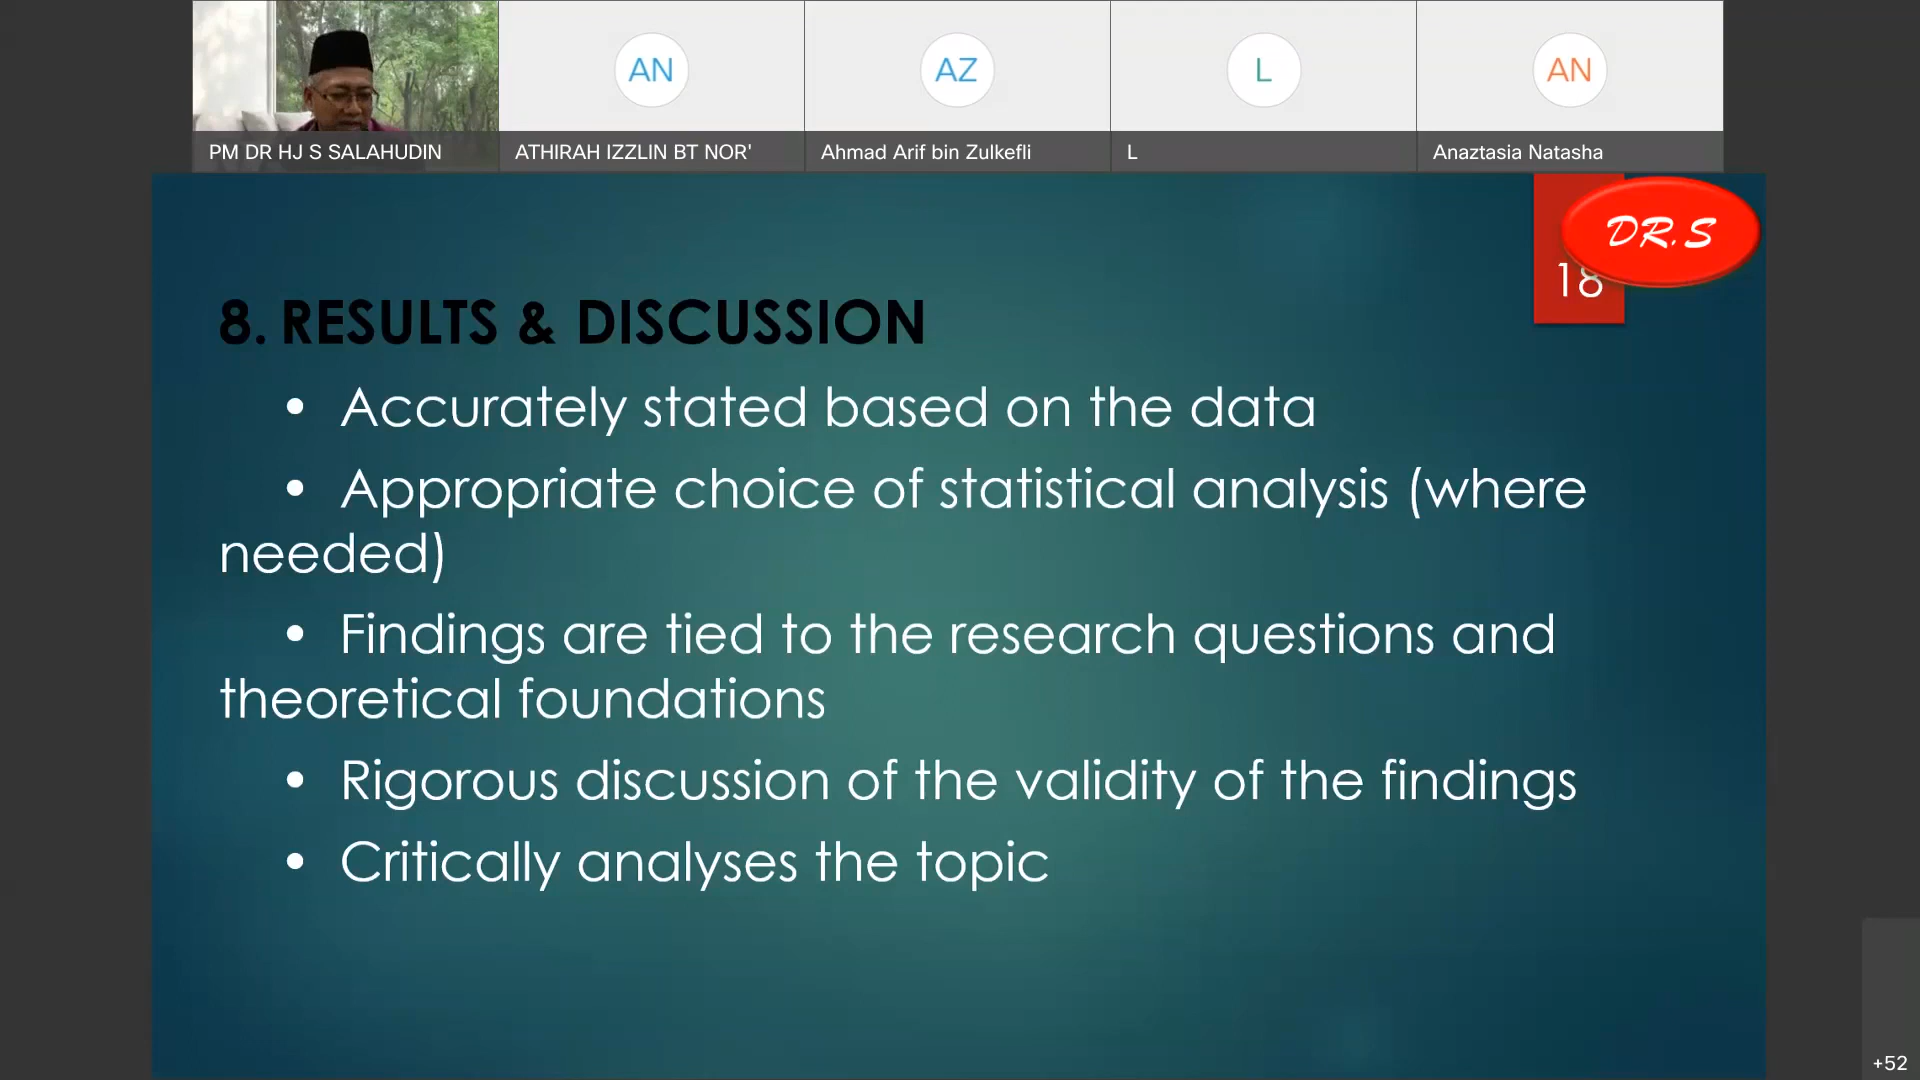 AN
AZ
L
AN
PM DR HJ S SALAHUDIN
ATHIRAH IZZLIN BT NOR'
Ahmad Arif bin Zulkefli
L
Anaztasia Natasha
DR.S
18
8. RESULTS & DISCUSSION
• Accurately stated based on the data
• Appropriate choice of statistical analysis (where
needed)
• Findings are tied to the research questions and
theoretical foundations
• Rigorous discussion of the validity of the findings
• Critically analyses the topic
+52